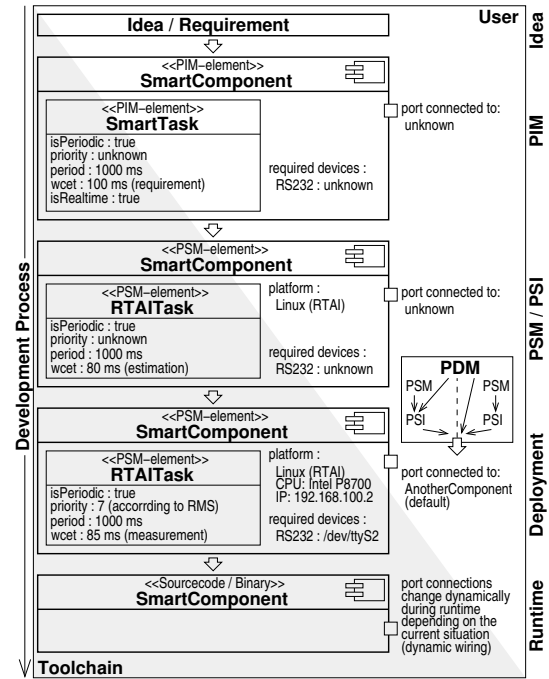 Idea / Requirement
User
Idea
<<PIM–element>>
SmartComponent
<<PIM–element>>
SmartTask
isPeriodic : true
priority : unknown
period : 1000 ms
wcet : 100 ms (requirement)
isRealtime : true
required devices :
RS232 : unknown
port connected to:
unknown
PIM
<<PSM–element>>
SmartComponent
<<PSM–element>>
RTAITask
isPeriodic : true
priority : unknown
period : 1000 ms
wcet : 80 ms (estimation)
platform :
Linux (RTAI)
required devices :
RS232 : unknown
port connected to:
unknown
PSM / PSI
PDM
PSM
PSM
PSI
PSI
<<PSM–element>>
SmartComponent
<<PSM–element>>
RTAITask
isPeriodic : true
priority : 7 (accorrding to RMS)
period : 1000 ms
wcet : 85 ms (measurement)
platform :
Linux (RTAI)
CPU: Intel P8700
IP: 192.168.100.2
required devices :
RS232 : /dev/ttyS2
port connected to:
AnotherComponent
(default)
Deployment
<<Sourcecode / Binary>>
SmartComponent
port connections
change dynamically
during runtime
depending on the
current situation
(dynamic wiring)
Runtime
Development Process
Toolchain